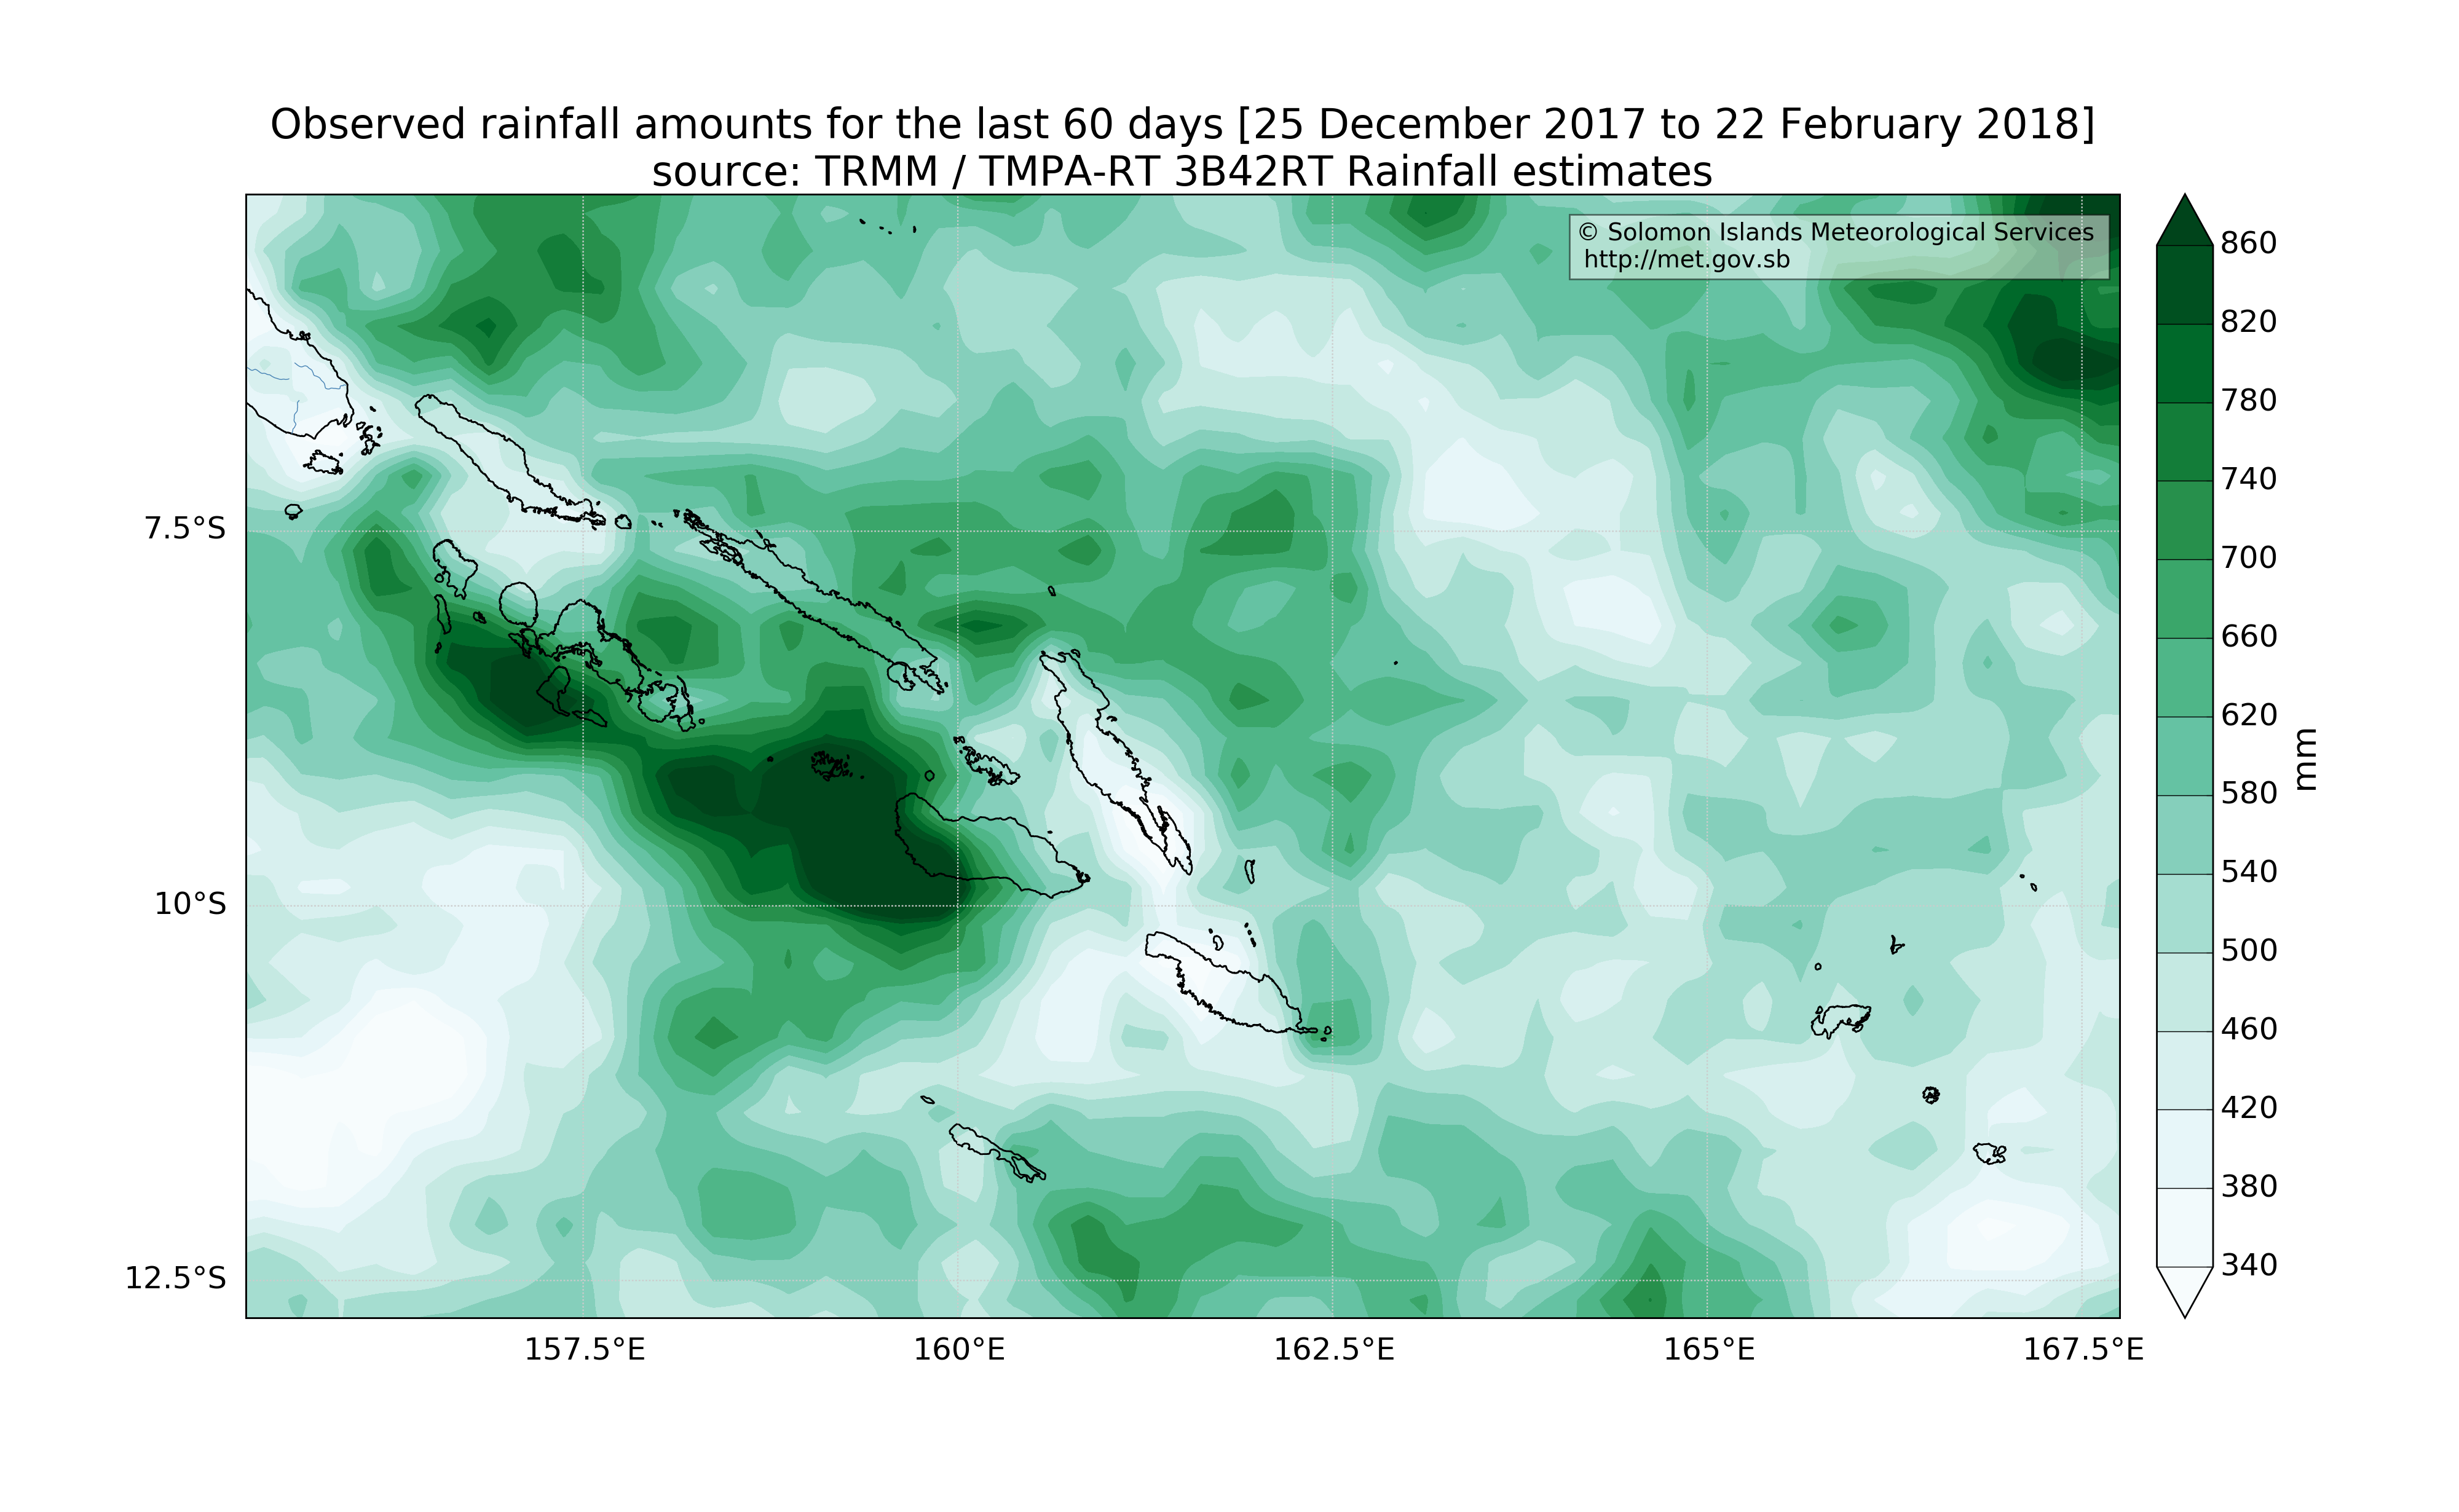 Observed rainfall amounts for the last 60 days [25 December 2017 to 22 February 2018]
source: TRMM / TMPA-RT 3B42RT Rainfall estimates
© Solomon Islands Meteorological Services
http://met.gov.sb
7.5°S
10°S
12.5°S
157.5°E
160°E
162.5°E
165°E
167.5°E
860
820
780
740
700
660
620
580
540
500
460
420
380
340
mm